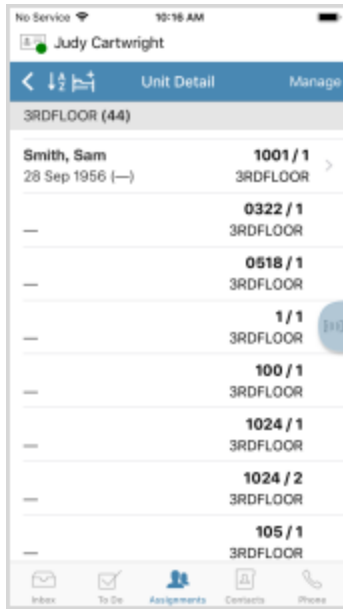 No Service 10:16 AM
Judy Cartwright
Unit Detail Manage
3RDFLOOR (44)
Smith, Sam 1001 / 1
28 Sep 1956 (—) 3RDFLOOR
0322 / 1
— 3RDFLOOR
0518 / 1
— 3RDFLOOR
1 / 1
— 3RDFLOOR
100 / 1
— 3RDFLOOR
1024 / 1
— 3RDFLOOR
1024 / 2
— 3RDFLOOR
105 / 1
— 3RDFLOOR
Inbox To Do Assignments Contacts Phone